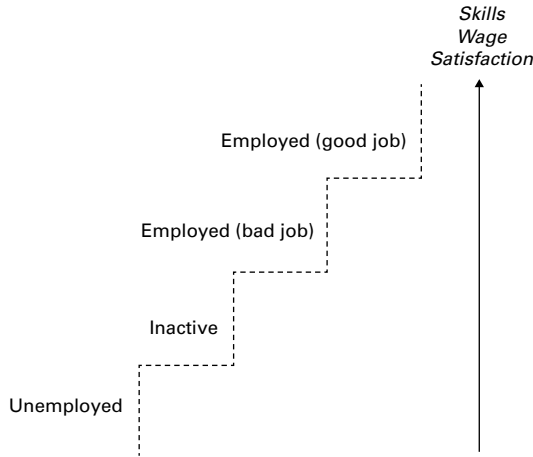 Skills
Wage
Satisfaction
Employed (good job)
Employed (bad job)
Inactive
Unemployed